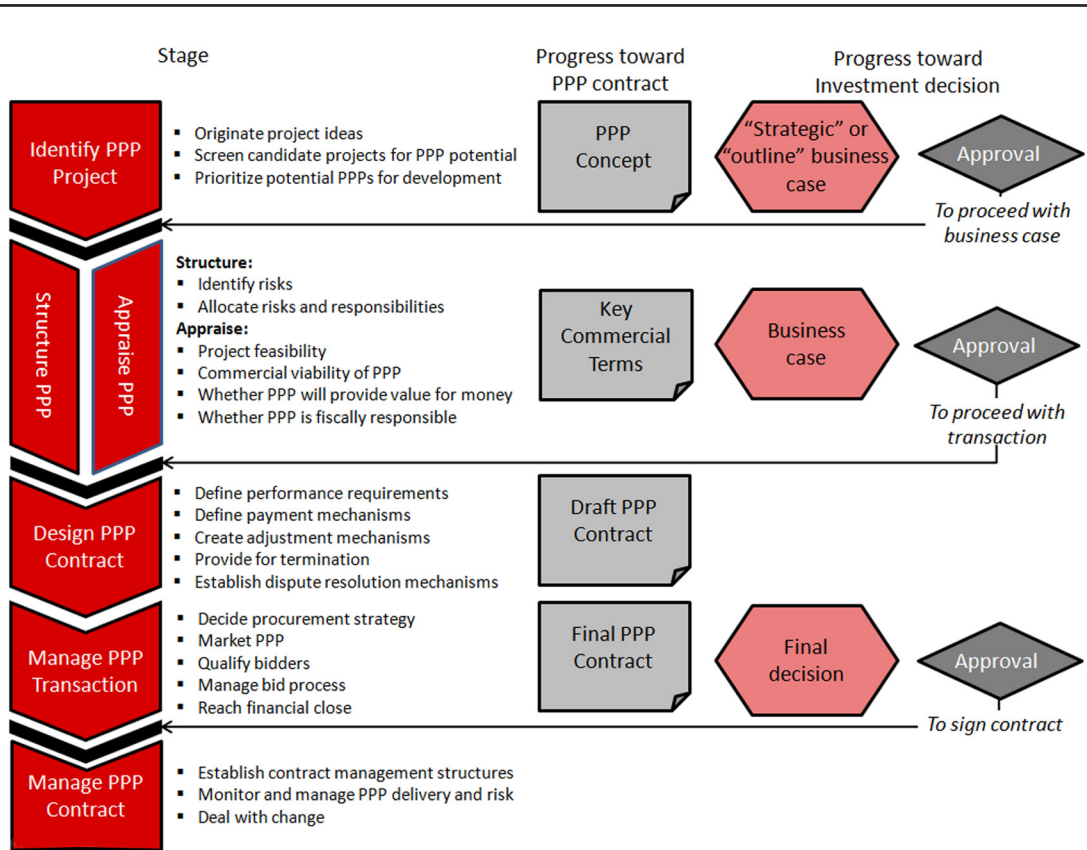 Stage
Progress toward
PPP contract
Progress toward
Investment decision
Identify PPP
Project
▪ Originate project ideas
▪ Screen candidate projects for PPP potential
▪ Prioritize potential PPPs for development
PPP
Concept
“Strategic” or
“outline” business
case
Approval
To proceed with
business case
Structure PPP
Appraise PPP
Structure:
▪ Identify risks
▪ Allocate risks and responsibilities
Appraise:
▪ Project feasibility
▪ Commercial viability of PPP
▪ Whether PPP will provide value for money
▪ Whether PPP is fiscally responsible
Key
Commercial
Terms
Business
case
Approval
To proceed with
transaction
Design PPP
Contract
▪ Define performance requirements
▪ Define payment mechanisms
▪ Create adjustment mechanisms
▪ Provide for termination
▪ Establish dispute resolution mechanisms
Draft PPP
Contract
Manage PPP
Transaction
▪ Decide procurement strategy
▪ Market PPP
▪ Qualify bidders
▪ Manage bid process
▪ Reach financial close
Final PPP
Contract
Final
decision
Approval
To sign contract
Manage PPP
Contract
▪ Establish contract management structures
▪ Monitor and manage PPP delivery and risk
▪ Deal with change